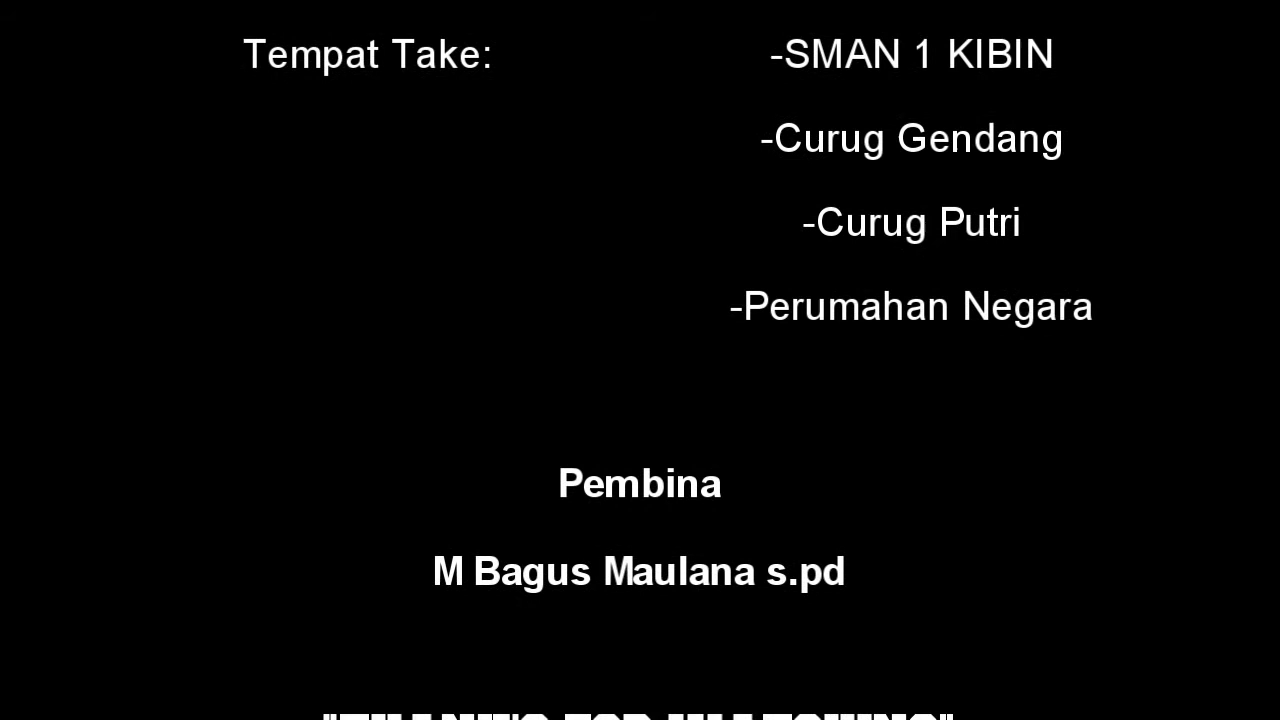 Tempat Take: -SMAN 1 KIBIN
-Curug Gendang
-Curug Putri
-Perumahan Negara
Pembina
M Bagus Maulana s.pd